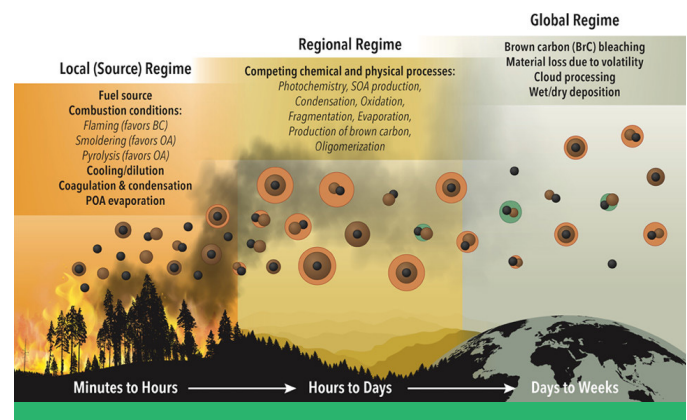 Global Regime
Brown carbon (BrC) bleaching
Material loss due to volatility
Cloud processing
Wet/dry deposition
Regional Regime
Competing chemical and physical processes:
Photochemistry, SOA production,
Condensation, Oxidation,
Fragmentation, Evaporation,
Production of brown carbon,
Oligomerization
Local (Source) Regime
Fuel source
Combustion conditions:
Flaming (favors BC)
Smoldering (favors OA)
Pyrolysis (favors OA)
Cooling/dilution
Coagulation & condensation
POA evaporation
Minutes to Hours
Hours to Days
Days to Weeks